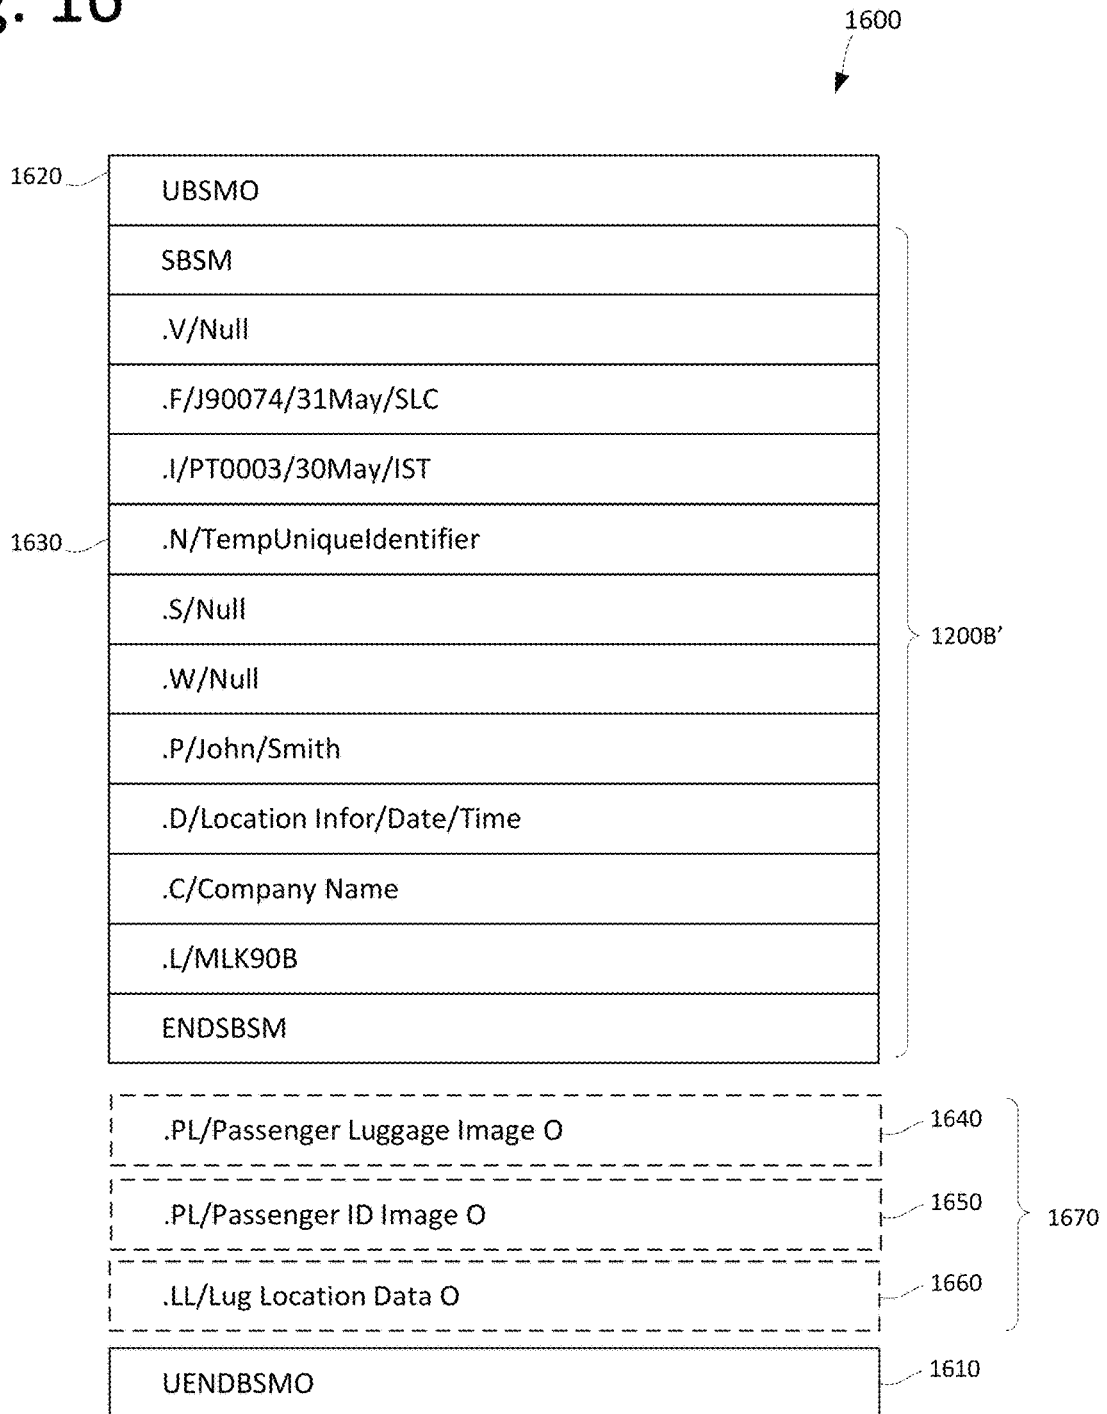 g. 16
1600
1620
UBSMO
SBSM
.V/Null
.F/J90074/31May/SLC
.I/PT0003/30May/IST
1630
.N/TempUniqueIdentifier
.S/Null
1200B’
.W/Null
.P/John/Smith
.D/Location Infor/Date/Time
.C/Company Name
.L/MLK90B
ENDSBSM
.PL/Passenger Luggage Image O
1640
.PL/Passenger ID Image O
1650
1670
.LL/Lug Location Data O
1660
UENDBSMO
1610